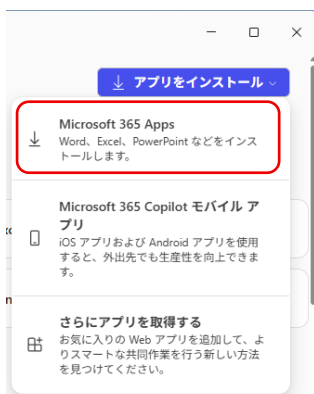 アプリをインストール
Microsoft 365 Apps
Word、Excel、PowerPoint などをインス
トールします。
Microsoft 365 Copilot モバイル ア
プリ
iOS アプリおよび Android アプリを使用
すると、外出先でも生産性を向上できま
す。
さらにアプリを取得する
お気に入りの Web アプリを追加して、よ
りスマートな共同作業を行う新しい方法
を見つけてください。